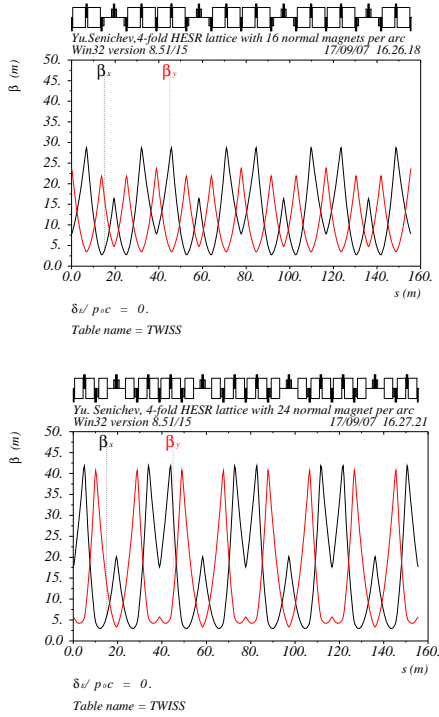 Yu.Senichev,4-fold HESR lattice with 16 normal magnets per arc
Win32 version 8.51/15 17/09/07 16.26.18
β (m)
50.
45.
40.
35.
30.
25.
20.
15.
10.
5.
0.0
βx βy
0.0 20. 40. 60. 80. 100. 120. 140. 160.
s (m)
δE/ p0c = 0.
Table name = TWISS
Yu. Senichev, 4-fold HESR lattice with 24 normal magnet per arc
Win32 version 8.51/15 17/09/07 16.27.21
β (m)
50.
45.
40.
35.
30.
25.
20.
15.
10.
5.
0.0
βx βy
0.0 20. 40. 60. 80. 100. 120. 140. 160.
s (m)
δE/ p0c = 0.
Table name = TWISS